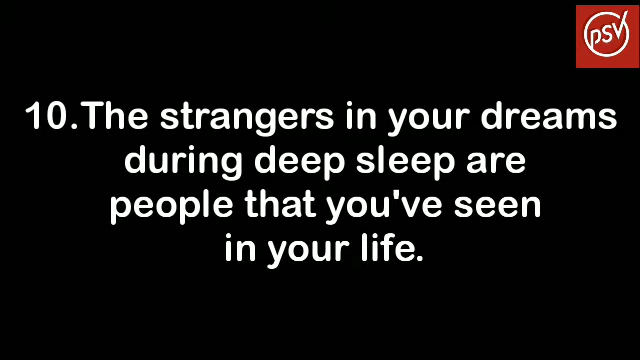 psv
10.The strangers in your dreams
during deep sleep are
people that you've seen
in your life.